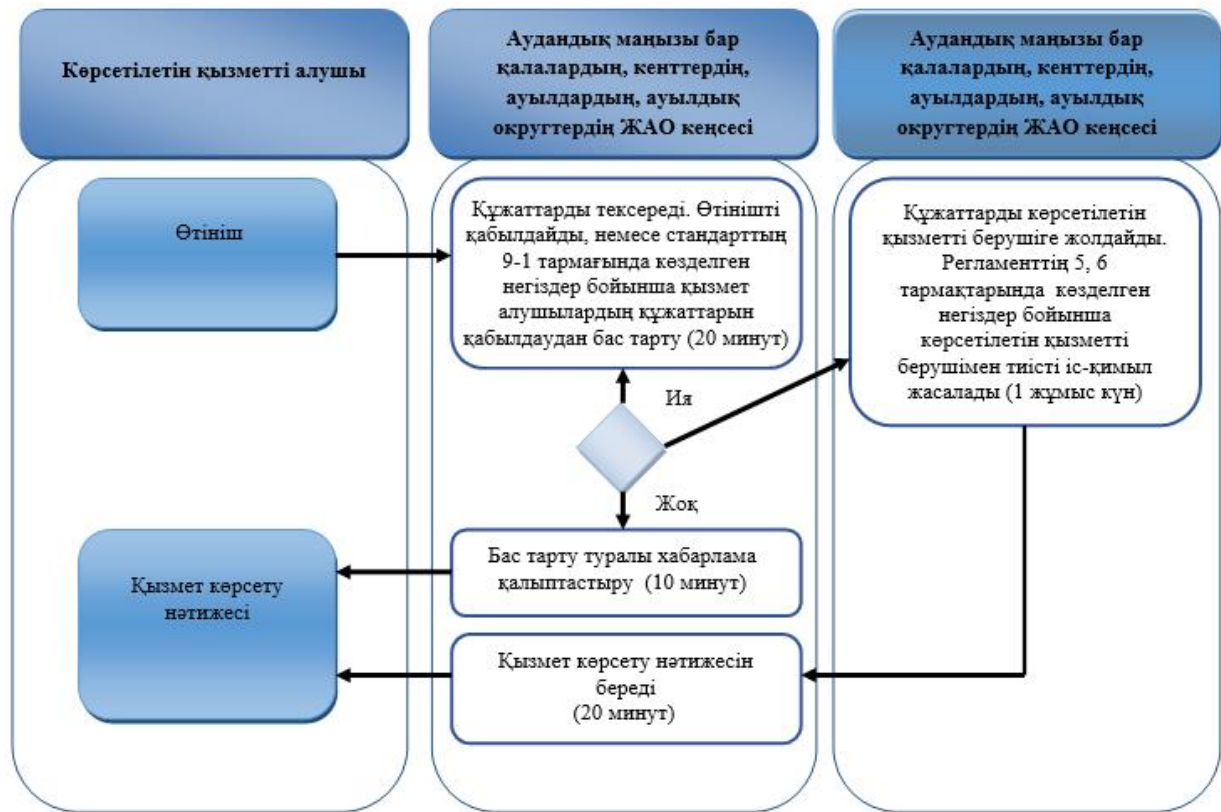 Көрсетілетін қызметті алушы
Аудандық маңызы бар
қалалардың, кенттердің,
ауылдардың, ауылдық
округтердің ЖАО кеңсесі
Аудандық маңызы бар
қалалардың, кенттердің,
ауылдардың, ауылдық
округтердің ЖАО кеңсесі
Өтініш
Құжаттарды тексереді. Өтінішті
қабылдайды, немесе стандарттың
9-1 тармағында көзделген
негіздер бойынша қызмет
алушылардың құжаттарын
қабылдаудан бас тарту (20 минут)
Құжаттарды көрсетілетін
қызметті берушіге жолдайды.
Регламенттің 5, 6
тармақтарында көзделген
негіздер бойынша
көрсетілетін қызметті
берушімен тиісті іс-қимыл
жасалады (1 жұмыс күн)
Ия
Жоқ
Бас тарту туралы хабарлама
қалыптастыру (10 минут)
Қызмет көрсету
нәтижесі
Қызмет көрсету нәтижесін
береді
(20 минут)